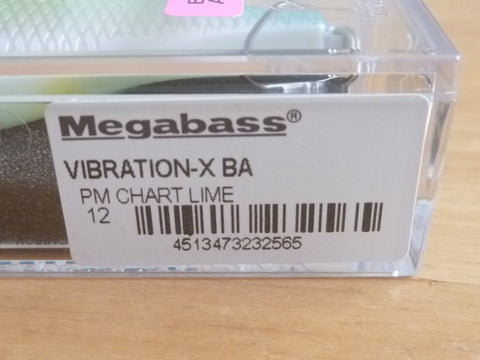 Megabass®
VIBRATION-X BA
PM CHART LIME
12
4513473232565